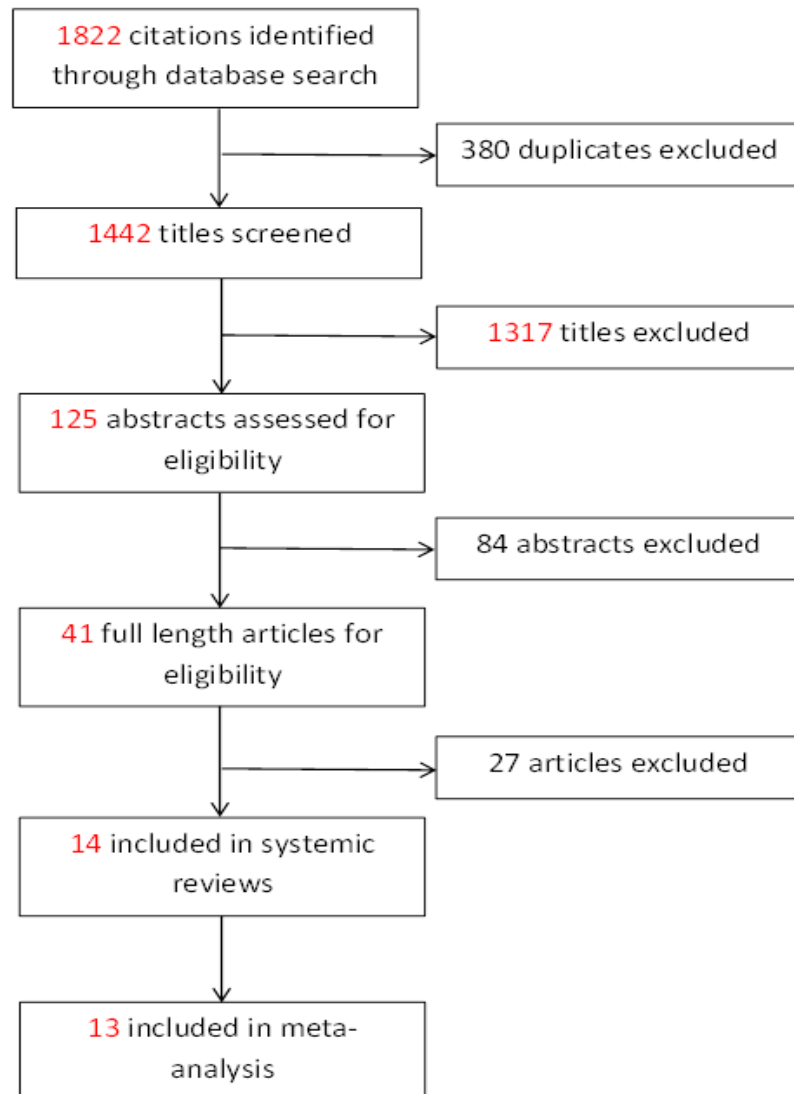 1822 citations identified
through database search
380 duplicates excluded
1442 titles screened
1317 titles excluded
125 abstracts assessed for
eligibility
84 abstracts excluded
41 full length articles for
eligibility
27 articles excluded
14 included in systemic
reviews
13 included in meta-
analysis